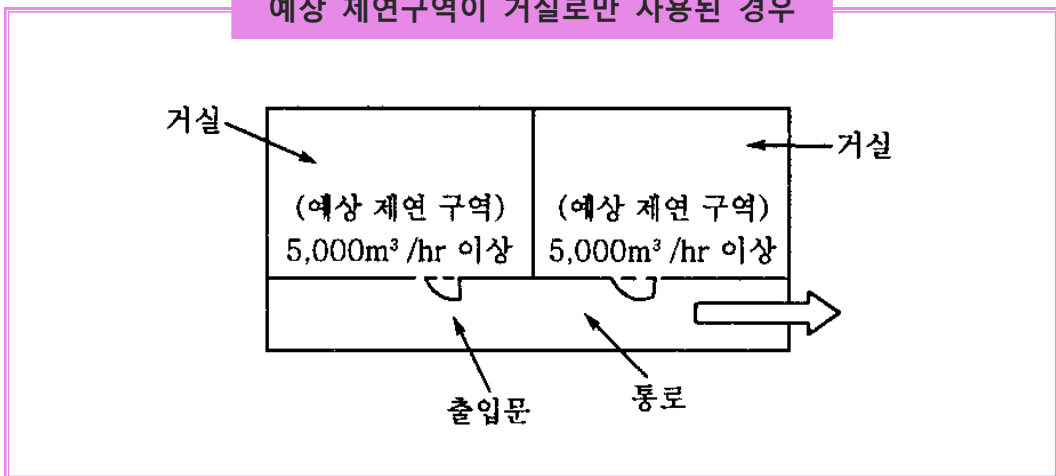 예상 제연구역이 거실로만 사용된 경우
거실
거실
(예상 제연 구역)
5,000m³/hr 이상
(예상 제연 구역)
5,000m³/hr 이상
출입문
통로